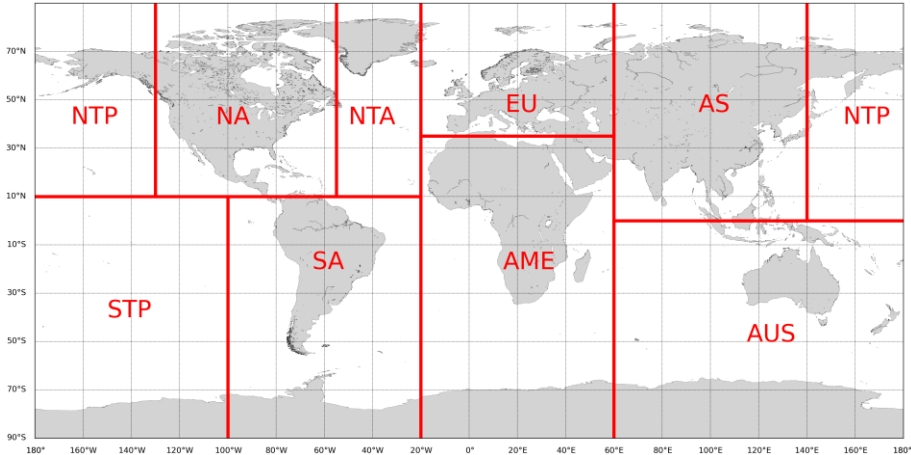 70°N
50°N
30°N
10°N
10°S
30°S
50°S
70°S
90°S
NTP
NA
NTA
EU
AS
NTP
STP
SA
AME
AUS
180°
160°W
140°W
120°W
100°W
80°W
60°W
40°W
20°W
0°
20°E
40°E
60°E
80°E
100°E
120°E
140°E
160°E
180°